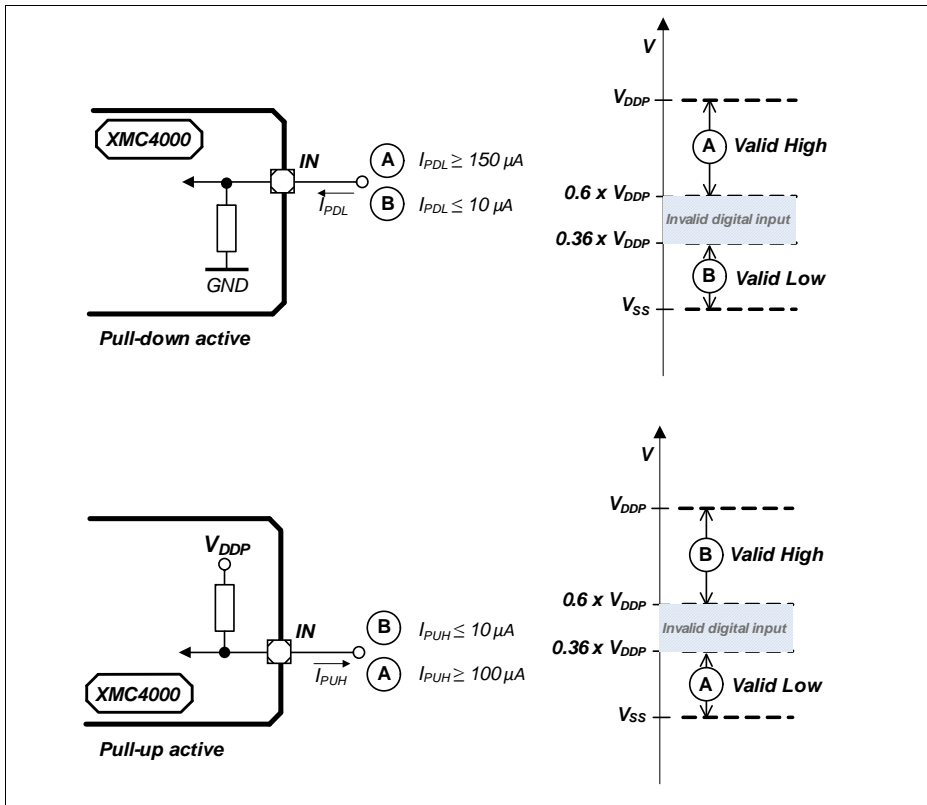 XMC4000
IN
A I_PDL ≥ 150 µA
I_PDL
B I_PDL ≤ 10 µA
GND
Pull-down active
V
V_DDP
A Valid High
0.6 x V_DDP
Invalid digital input
0.36 x V_DDP
B Valid Low
V_SS
V_DDP
IN
B I_PUH ≤ 10 µA
I_PUH
A I_PUH ≥ 100 µA
XMC4000
Pull-up active
V
V_DDP
B Valid High
0.6 x V_DDP
Invalid digital input
0.36 x V_DDP
A Valid Low
V_SS